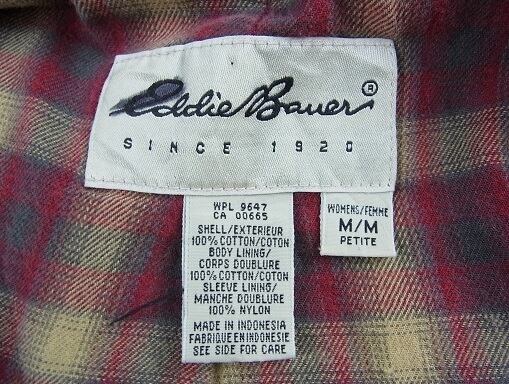 Eddie Bauer®
SINCE 1920
WPL 9647
CA 00665
SHELL/EXTERIEUR
100% COTTON/COTON
BODY LINING/
CORPS DOUBLURE
100% COTTON/COTON
SLEEVE LINING/
MANCHE DOUBLURE
100% NYLON
MADE IN INDONESIA
FABRIQUE EN INDONESIE
SEE SIDE FOR CARE
WOMENS/FEMME
M/M
PETITE